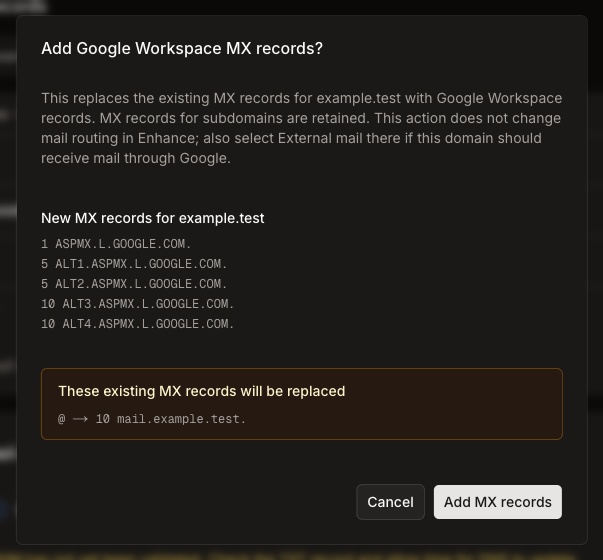 Add Google Workspace MX records?
This replaces the existing MX records for example.test with Google Workspace
records. MX records for subdomains are retained. This action does not change
mail routing in Enhance; also select External mail there if this domain should
receive mail through Google.
New MX records for example.test
1 ASPMX.L.GOOGLE.COM.
5 ALT1.ASPMX.L.GOOGLE.COM.
5 ALT2.ASPMX.L.GOOGLE.COM.
10 ALT3.ASPMX.L.GOOGLE.COM.
10 ALT4.ASPMX.L.GOOGLE.COM.
These existing MX records will be replaced
@ ⟶ 10 mail.example.test.
Cancel
Add MX records